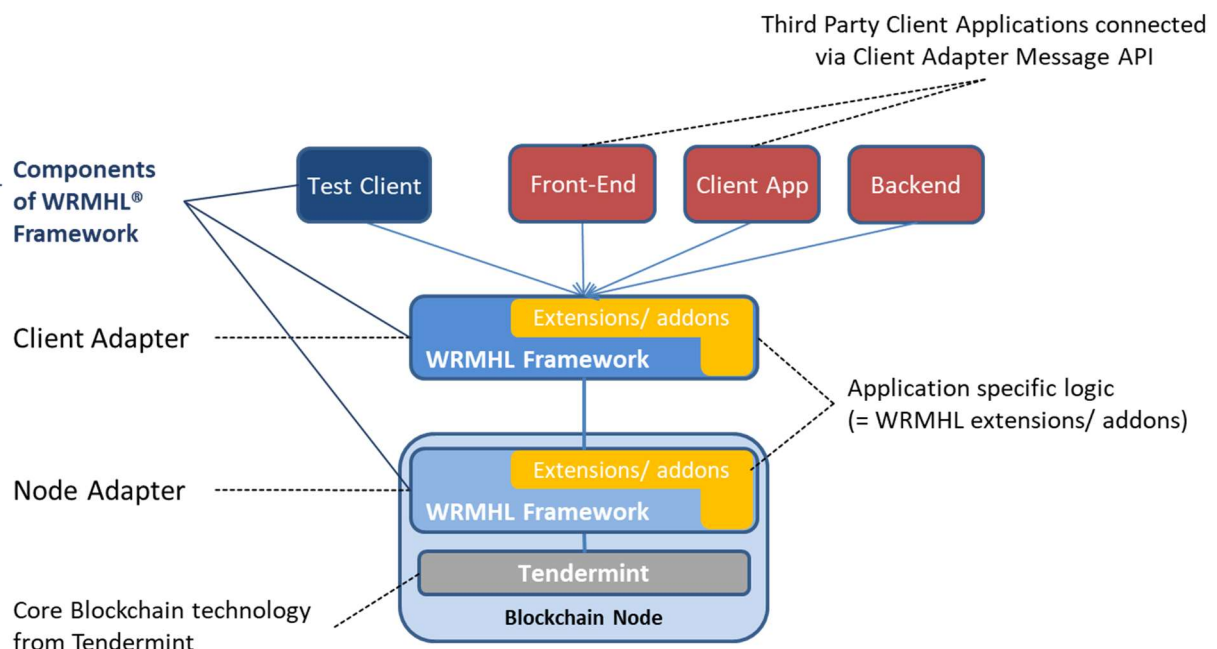 Third Party Client Applications connected
via Client Adapter Message API
Components
of WRMHL®
Framework
Test Client
Front-End
Client App
Backend
Extensions/ addons
WRMHL Framework
Client Adapter
Application specific logic
(= WRMHL extensions/ addons)
Extensions/ addons
WRMHL Framework
Node Adapter
Tendermint
Blockchain Node
Core Blockchain technology
from Tendermint